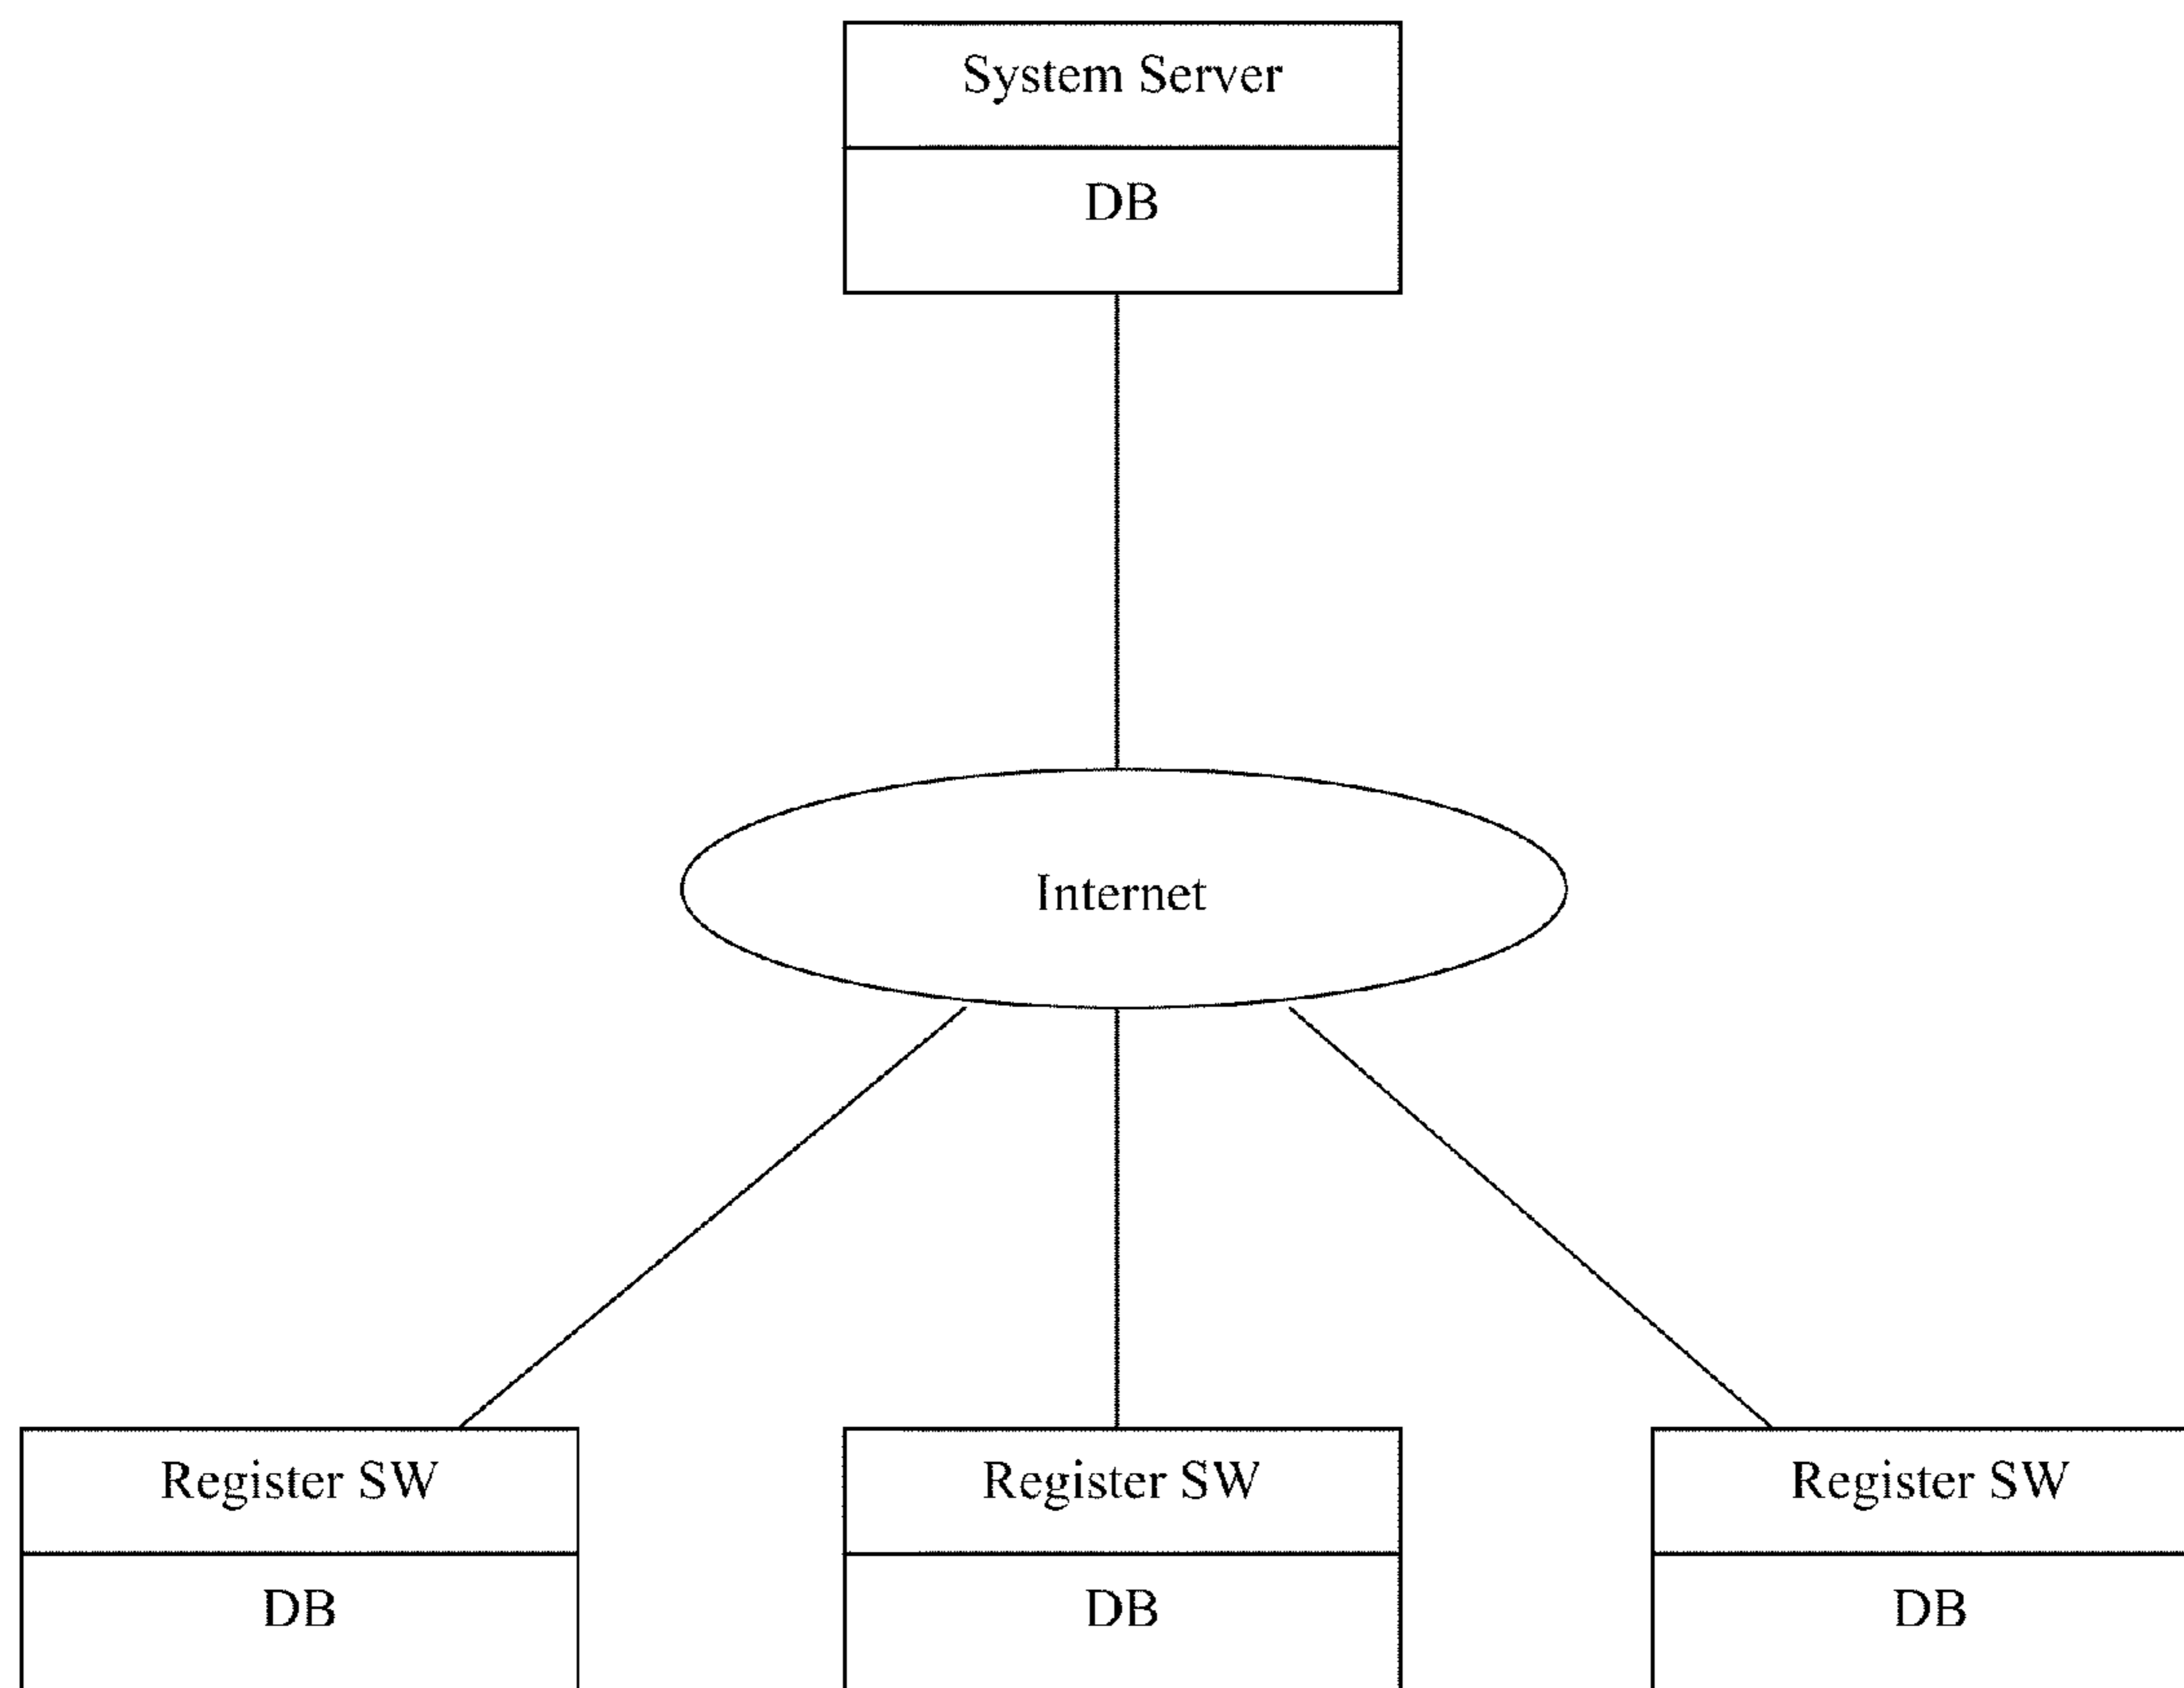 System Server
DB
Internet
Register SW
Register SW
Register SW
DB
DB
DB